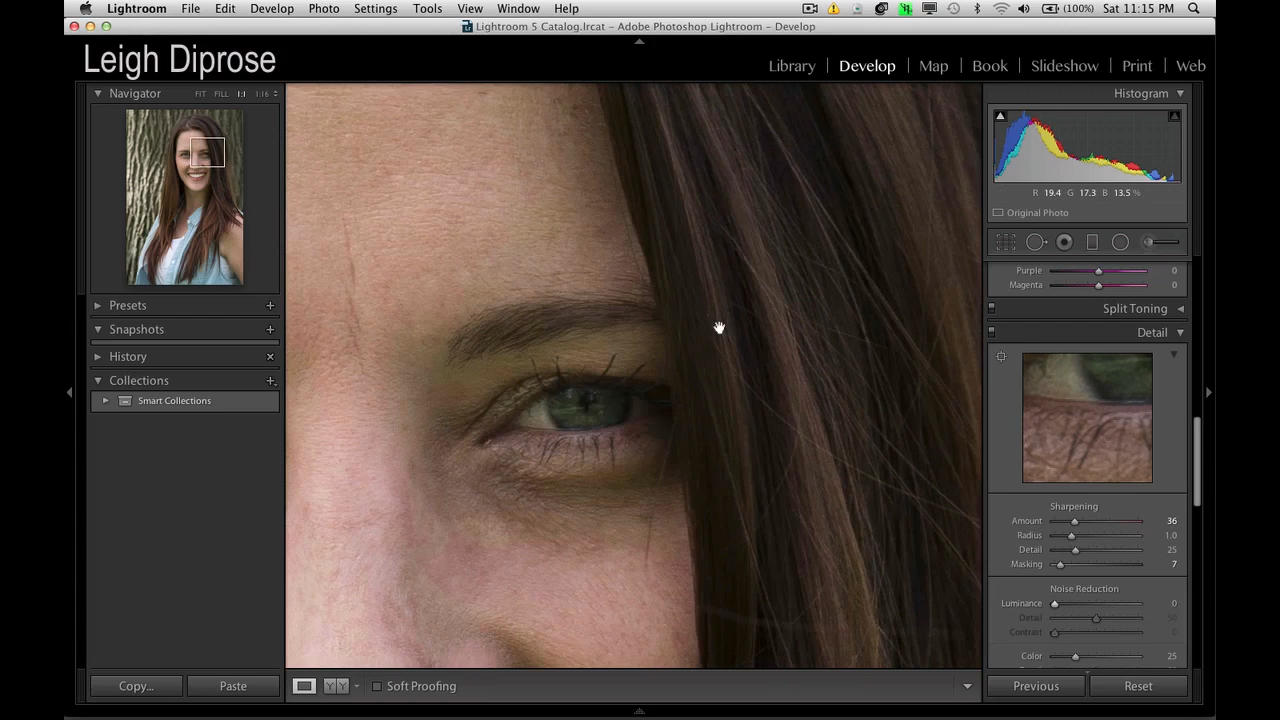 Lightroom File Edit Develop Photo Settings Tools View Window Help (100%) Sat 11:15 PM
Lightroom 5 Catalog.lrcat – Adobe Photoshop Lightroom – Develop
Leigh Diprose
Library | Develop | Map | Book | Slideshow | Print | Web
Navigator FIT FILL 1:1 1:16
Presets
Snapshots
History
Collections
Smart Collections
Copy... Paste
YY Soft Proofing
Histogram
R 19.4 G 17.3 B 13.5 %
Original Photo
Purple 0
Magenta 0
Split Toning
Detail
Sharpening
Amount 36
Radius 1.0
Detail 25
Masking 7
Noise Reduction
Luminance 0
Detail 50
Contrast 0
Color 25
Previous Reset